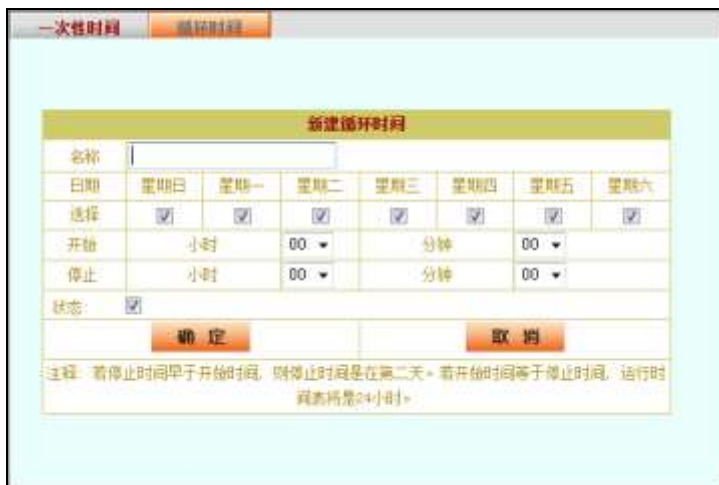 一次性时间 循环时间
新建循环时间
名称
日期 星期日 星期一 星期二 星期三 星期四 星期五 星期六
选择
开始 小时 00 分钟 00
停止 小时 00 分钟 00
状态
确 定 取 消
注释: 若停止时间早于开始时间, 则停止时间是在第二天。若开始时间等于停止时间, 运行时
间表将是24小时。